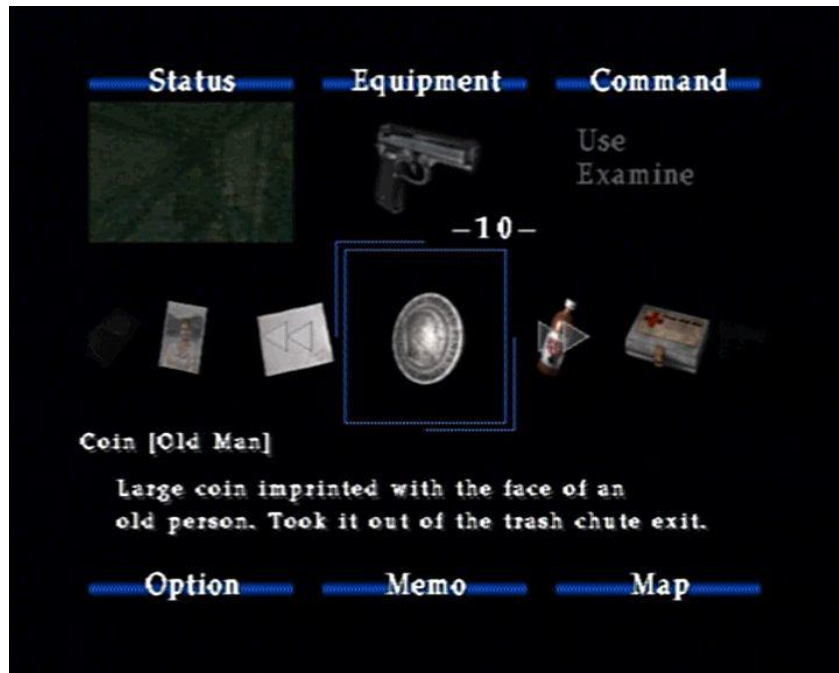 Status Equipment Command
Use
Examine
-10-
Coin [Old Man]
Large coin imprinted with the face of an
old person. Took it out of the trash chute exit.
Option Memo Map